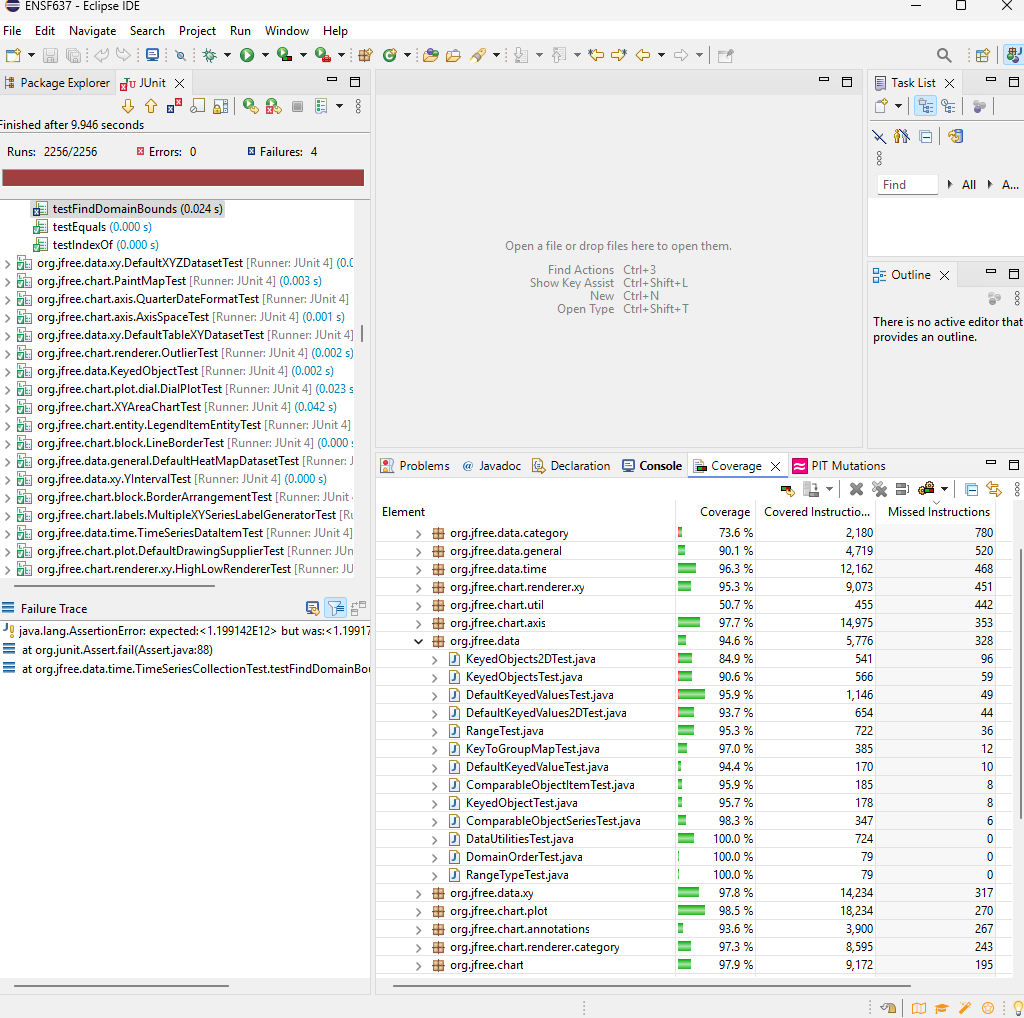 ENSF637 - Eclipse IDE
File Edit Navigate Search Project Run Window Help
Package Explorer
JUnit
Finished after 9.946 seconds
Runs: 2256/2256
Errors: 0
Failures: 4
testFindDomainBounds (0.024 s)
testEquals (0.000 s)
testIndexOf (0.000 s)
org.jfree.data.xy.DefaultXYZDatasetTest [Runner: JUnit 4] (0.0
org.jfree.chart.PaintMapTest [Runner: JUnit 4] (0.003 s)
org.jfree.chart.axis.QuarterDateFormatTest [Runner: JUnit 4]
org.jfree.chart.axis.AxisSpaceTest [Runner: JUnit 4] (0.001 s)
org.jfree.data.xy.DefaultTableXYDatasetTest [Runner: JUnit 4]
org.jfree.chart.renderer.OutlierTest [Runner: JUnit 4] (0.002 s)
org.jfree.data.KeyedObjectTest [Runner: JUnit 4] (0.002 s)
org.jfree.chart.plot.dial.DialPlotTest [Runner: JUnit 4] (0.023 s
org.jfree.chart.XYAreaChartTest [Runner: JUnit 4] (0.042 s)
org.jfree.chart.entity.LegendItemEntityTest [Runner: JUnit 4]
org.jfree.chart.block.LineBorderTest [Runner: JUnit 4] (0.000 s
org.jfree.data.general.DefaultHeatMapDatasetTest [Runner: J
org.jfree.data.xy.YIntervalTest [Runner: JUnit 4] (0.000 s)
org.jfree.chart.block.BorderArrangementTest [Runner: JUnit
org.jfree.chart.labels.MultipleXYSeriesLabelGeneratorTest [Ru
org.jfree.data.time.TimeSeriesDataItemTest [Runner: JUnit 4]
org.jfree.chart.plot.DefaultDrawingSupplierTest [Runner: JUn
org.jfree.chart.renderer.xy.HighLowRendererTest [Runner: JU
Failure Trace
java.lang.AssertionError: expected:<1.199142E12> but was:<1.19917
at org.junit.Assert.fail(Assert.java:88)
at org.jfree.data.time.TimeSeriesCollectionTest.testFindDomainBou
Open a file or drop files here to open them.
Find Actions Ctrl+3
Show Key Assist Ctrl+Shift+L
New Ctrl+N
Open Type Ctrl+Shift+T
Task List
Find
All
A...
Outline
There is no active editor that
provides an outline.
Problems
@ Javadoc
Declaration
Console
Coverage
PIT Mutations
Element Coverage Covered Instructio... Missed Instructions
org.jfree.data.category 73.6 % 2,180 780
org.jfree.data.general 90.1 % 4,719 520
org.jfree.data.time 96.3 % 12,162 468
org.jfree.chart.renderer.xy 95.3 % 9,073 451
org.jfree.chart.util 50.7 % 455 442
org.jfree.chart.axis 97.7 % 14,975 353
org.jfree.data 94.6 % 5,776 328
KeyedObjects2DTest.java 84.9 % 541 96
KeyedObjectsTest.java 90.6 % 566 59
DefaultKeyedValuesTest.java 95.9 % 1,146 49
DefaultKeyedValues2DTest.java 93.7 % 654 44
RangeTest.java 95.3 % 722 36
KeyToGroupMapTest.java 97.0 % 385 12
DefaultKeyedValueTest.java 94.4 % 170 10
ComparableObjectItemTest.java 95.9 % 185 8
KeyedObjectTest.java 95.7 % 178 8
ComparableObjectSeriesTest.java 98.3 % 347 6
DataUtilitiesTest.java 100.0 % 724 0
DomainOrderTest.java 100.0 % 79 0
RangeTypeTest.java 100.0 % 79 0
org.jfree.data.xy 97.8 % 14,234 317
org.jfree.chart.plot 98.5 % 18,234 270
org.jfree.chart.annotations 93.6 % 3,900 267
org.jfree.chart.renderer.category 97.3 % 8,595 243
org.jfree.chart 97.9 % 9,172 195